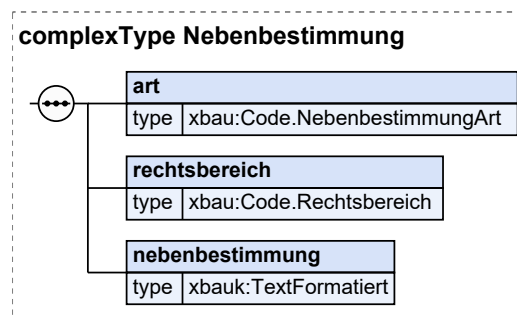 complexType Nebenbestimmung
art
type xbau:Code.NebenbestimmungArt
rechtsbereich
type xbau:Code.Rechtsbereich
nebenbestimmung
type xbauk:TextFormatiert